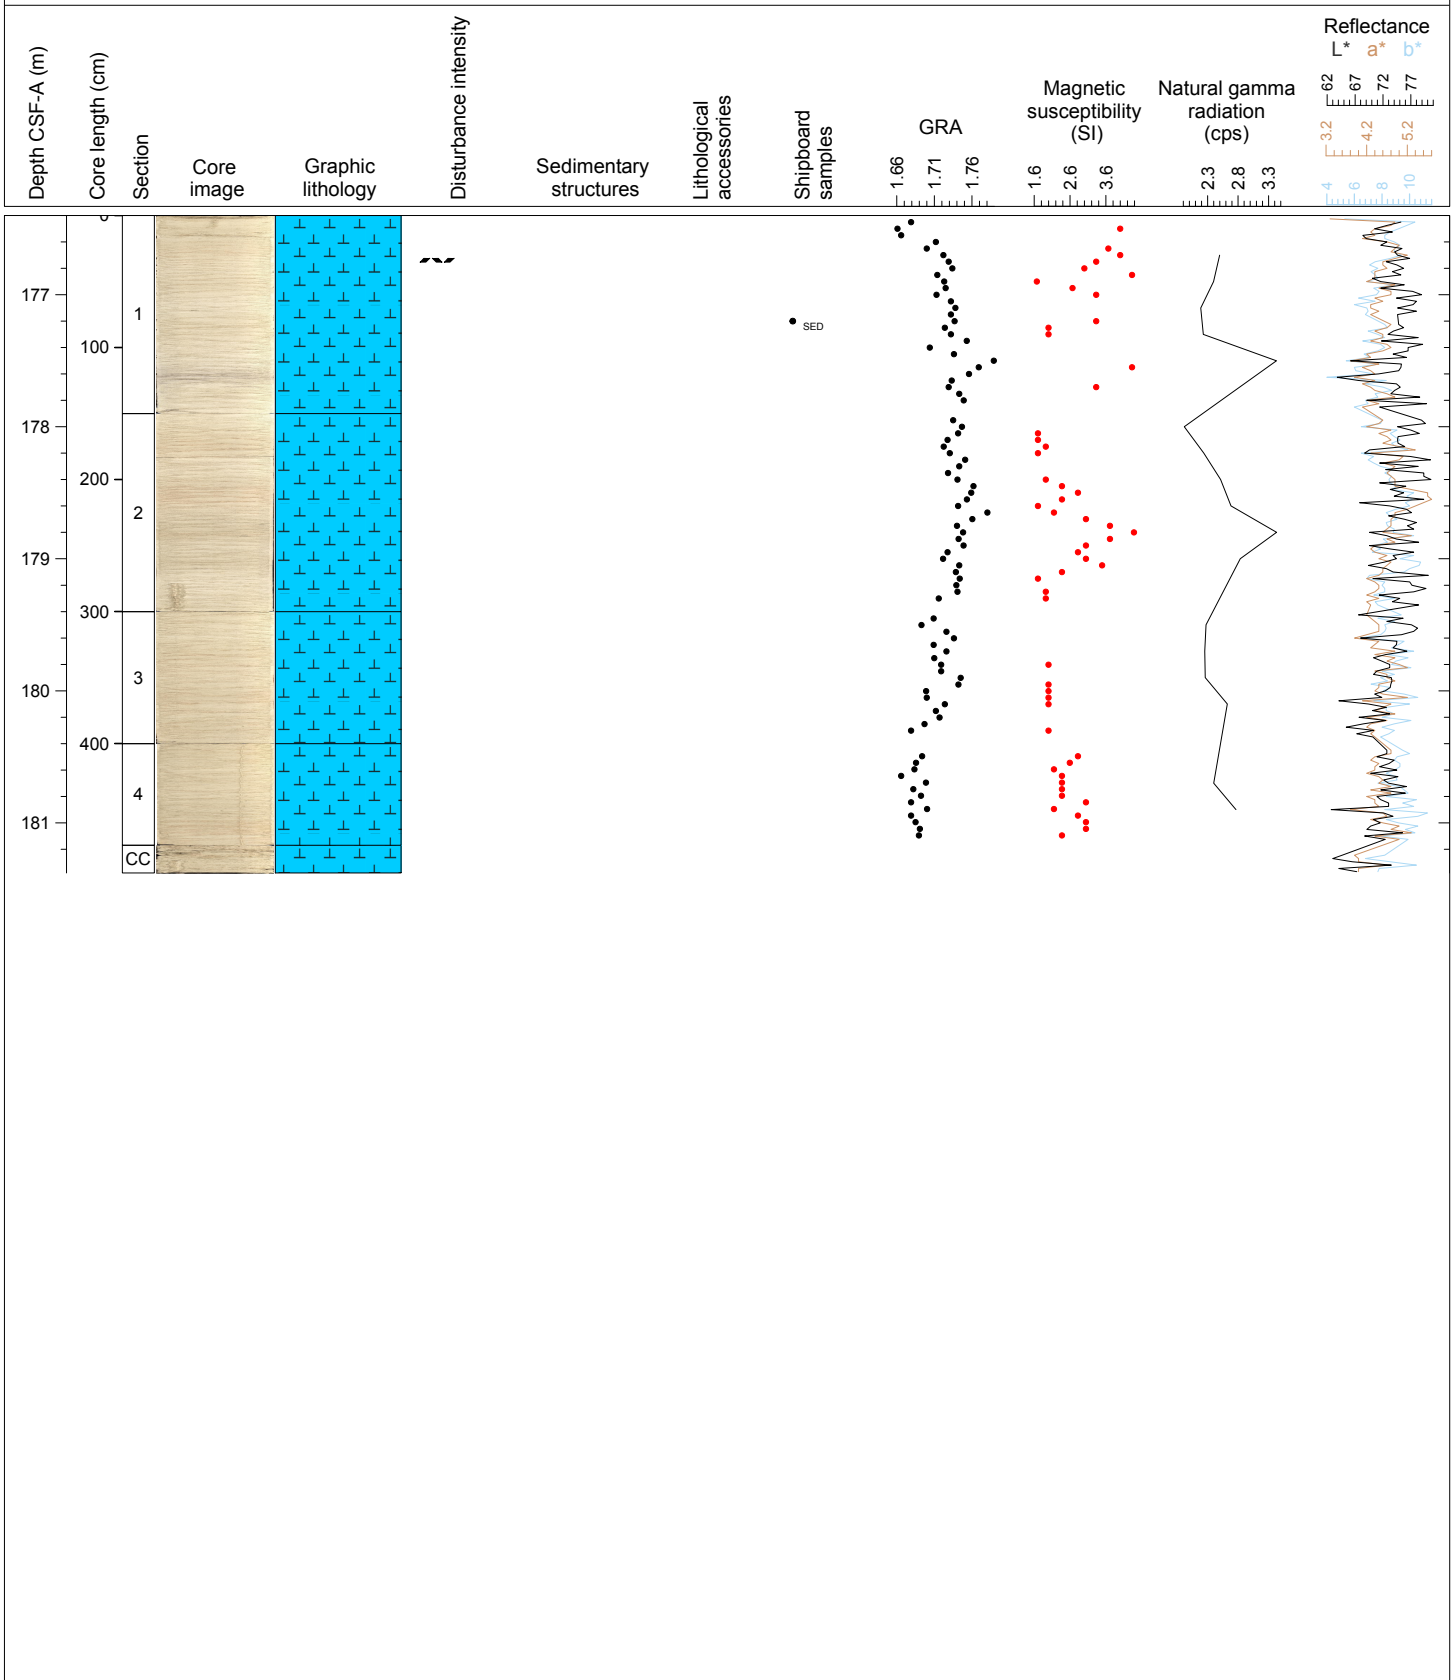 Depth CSF-A (m)
Core length (cm)
Section
Core
image
Graphic
lithology
Disturbance intensity
Sedimentary
structures
Lithological
accessories
Shipboard
samples
GRA
1.66
1.71
1.76
Magnetic
susceptibility
(SI)
1.6
2.6
3.6
Natural gamma
radiation
(cps)
2.3
2.8
3.3
Reflectance
L* a* b*
62
67
72
77
3.2
4.2
5.2
4
6
8
10
0
177
1
SED
100
178
200
2
179
300
3
180
400
4
181
CC